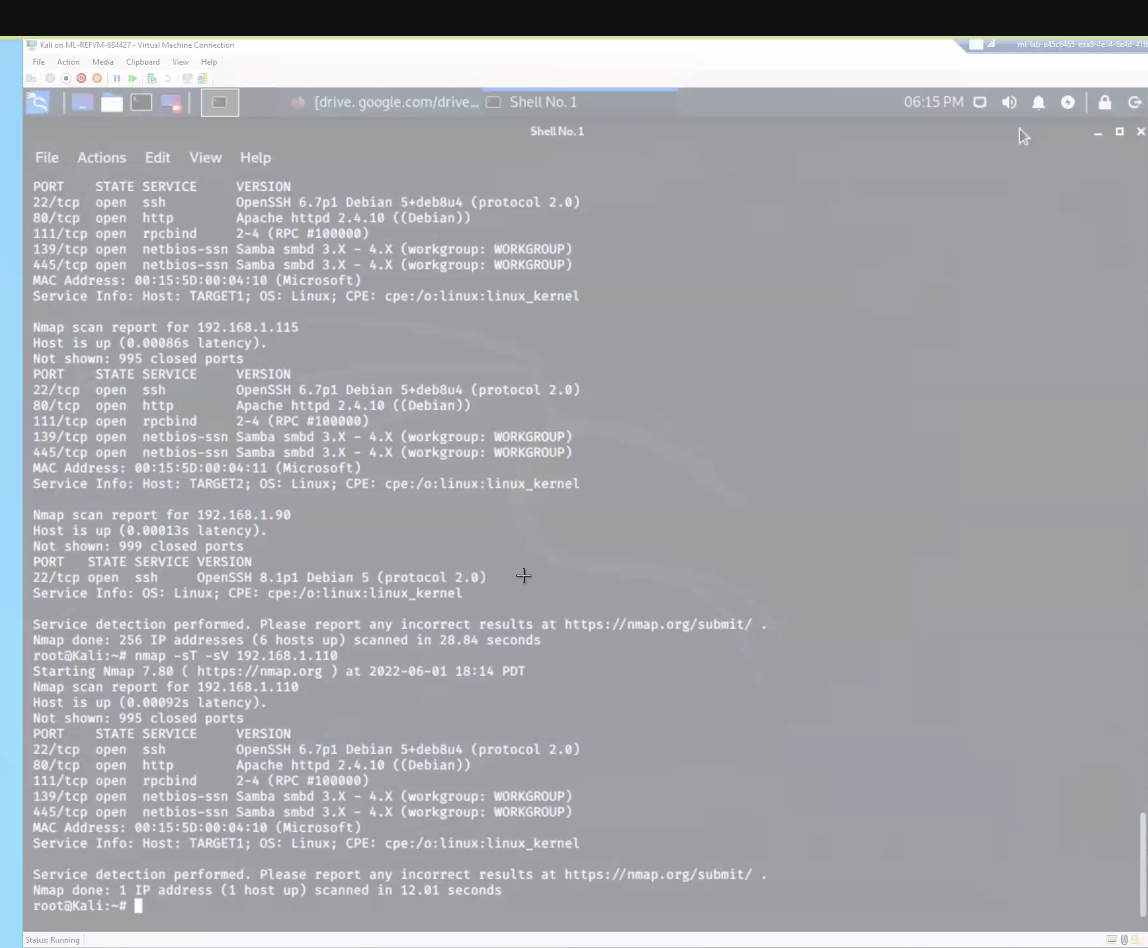 Kali on ML-REFVM-684427 - Virtual Machine Connection
File Action Media Clipboard View Help
[drive. google.com/drive... Shell No. 1 06:15 PM
Shell No. 1
File Actions Edit View Help
PORT STATE SERVICE VERSION
22/tcp open ssh OpenSSH 6.7p1 Debian 5+deb8u4 (protocol 2.0)
80/tcp open http Apache httpd 2.4.10 ((Debian))
111/tcp open rpcbind 2-4 (RPC #100000)
139/tcp open netbios-ssn Samba smbd 3.X - 4.X (workgroup: WORKGROUP)
445/tcp open netbios-ssn Samba smbd 3.X - 4.X (workgroup: WORKGROUP)
MAC Address: 00:15:5D:00:04:10 (Microsoft)
Service Info: Host: TARGET1; OS: Linux; CPE: cpe:/o:linux:linux_kernel
Nmap scan report for 192.168.1.115
Host is up (0.00086s latency).
Not shown: 995 closed ports
PORT STATE SERVICE VERSION
22/tcp open ssh OpenSSH 6.7p1 Debian 5+deb8u4 (protocol 2.0)
80/tcp open http Apache httpd 2.4.10 ((Debian))
111/tcp open rpcbind 2-4 (RPC #100000)
139/tcp open netbios-ssn Samba smbd 3.X - 4.X (workgroup: WORKGROUP)
445/tcp open netbios-ssn Samba smbd 3.X - 4.X (workgroup: WORKGROUP)
MAC Address: 00:15:5D:00:04:11 (Microsoft)
Service Info: Host: TARGET2; OS: Linux; CPE: cpe:/o:linux:linux_kernel
Nmap scan report for 192.168.1.90
Host is up (0.00013s latency).
Not shown: 999 closed ports
PORT STATE SERVICE VERSION
22/tcp open ssh OpenSSH 8.1p1 Debian 5 (protocol 2.0)
Service Info: OS: Linux; CPE: cpe:/o:linux:linux_kernel
Service detection performed. Please report any incorrect results at https://nmap.org/submit/ .
Nmap done: 256 IP addresses (6 hosts up) scanned in 28.84 seconds
root@Kali:~# nmap -sT -sV 192.168.1.110
Starting Nmap 7.80 ( https://nmap.org ) at 2022-06-01 18:14 PDT
Nmap scan report for 192.168.1.110
Host is up (0.00092s latency).
Not shown: 995 closed ports
PORT STATE SERVICE VERSION
22/tcp open ssh OpenSSH 6.7p1 Debian 5+deb8u4 (protocol 2.0)
80/tcp open http Apache httpd 2.4.10 ((Debian))
111/tcp open rpcbind 2-4 (RPC #100000)
139/tcp open netbios-ssn Samba smbd 3.X - 4.X (workgroup: WORKGROUP)
445/tcp open netbios-ssn Samba smbd 3.X - 4.X (workgroup: WORKGROUP)
MAC Address: 00:15:5D:00:04:10 (Microsoft)
Service Info: Host: TARGET1; OS: Linux; CPE: cpe:/o:linux:linux_kernel
Service detection performed. Please report any incorrect results at https://nmap.org/submit/ .
Nmap done: 1 IP address (1 host up) scanned in 12.01 seconds
root@Kali:~#
Status: Running